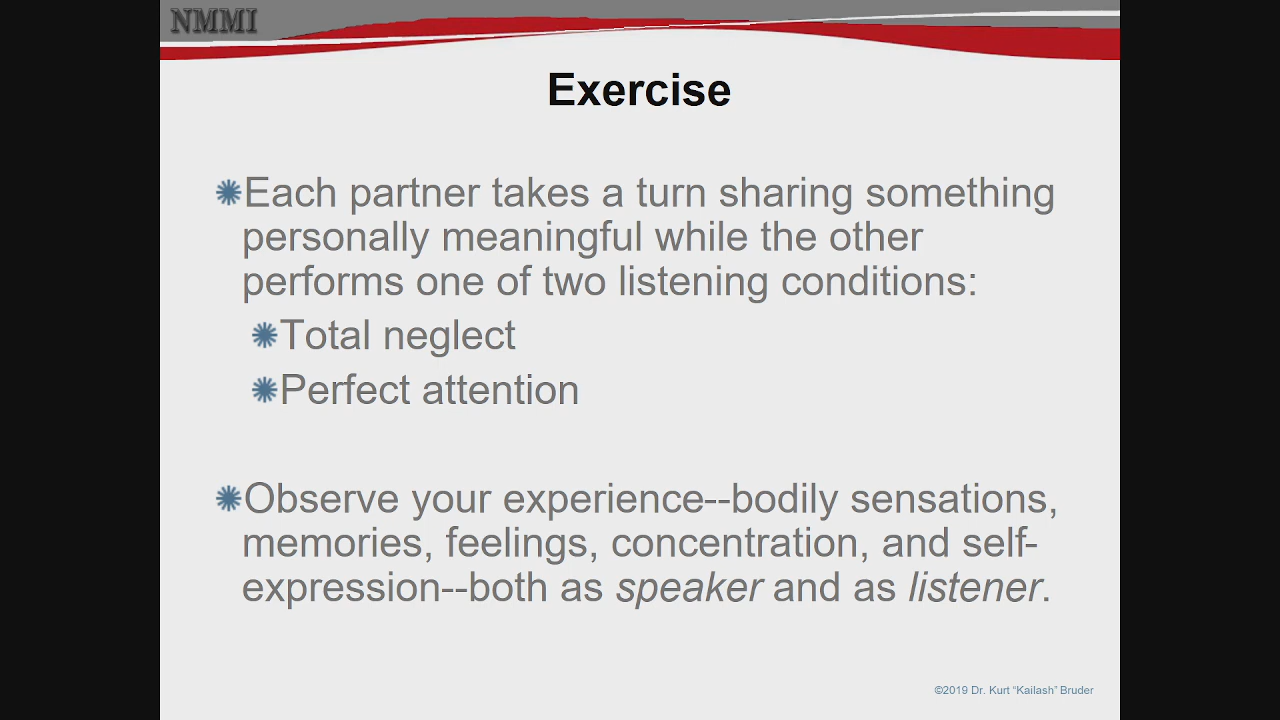 NMMI
Exercise
Each partner takes a turn sharing something
personally meaningful while the other
performs one of two listening conditions:
Total neglect
Perfect attention
Observe your experience--bodily sensations,
memories, feelings, concentration, and self-
expression--both as speaker and as listener.
©2019 Dr. Kurt “Kailash” Bruder